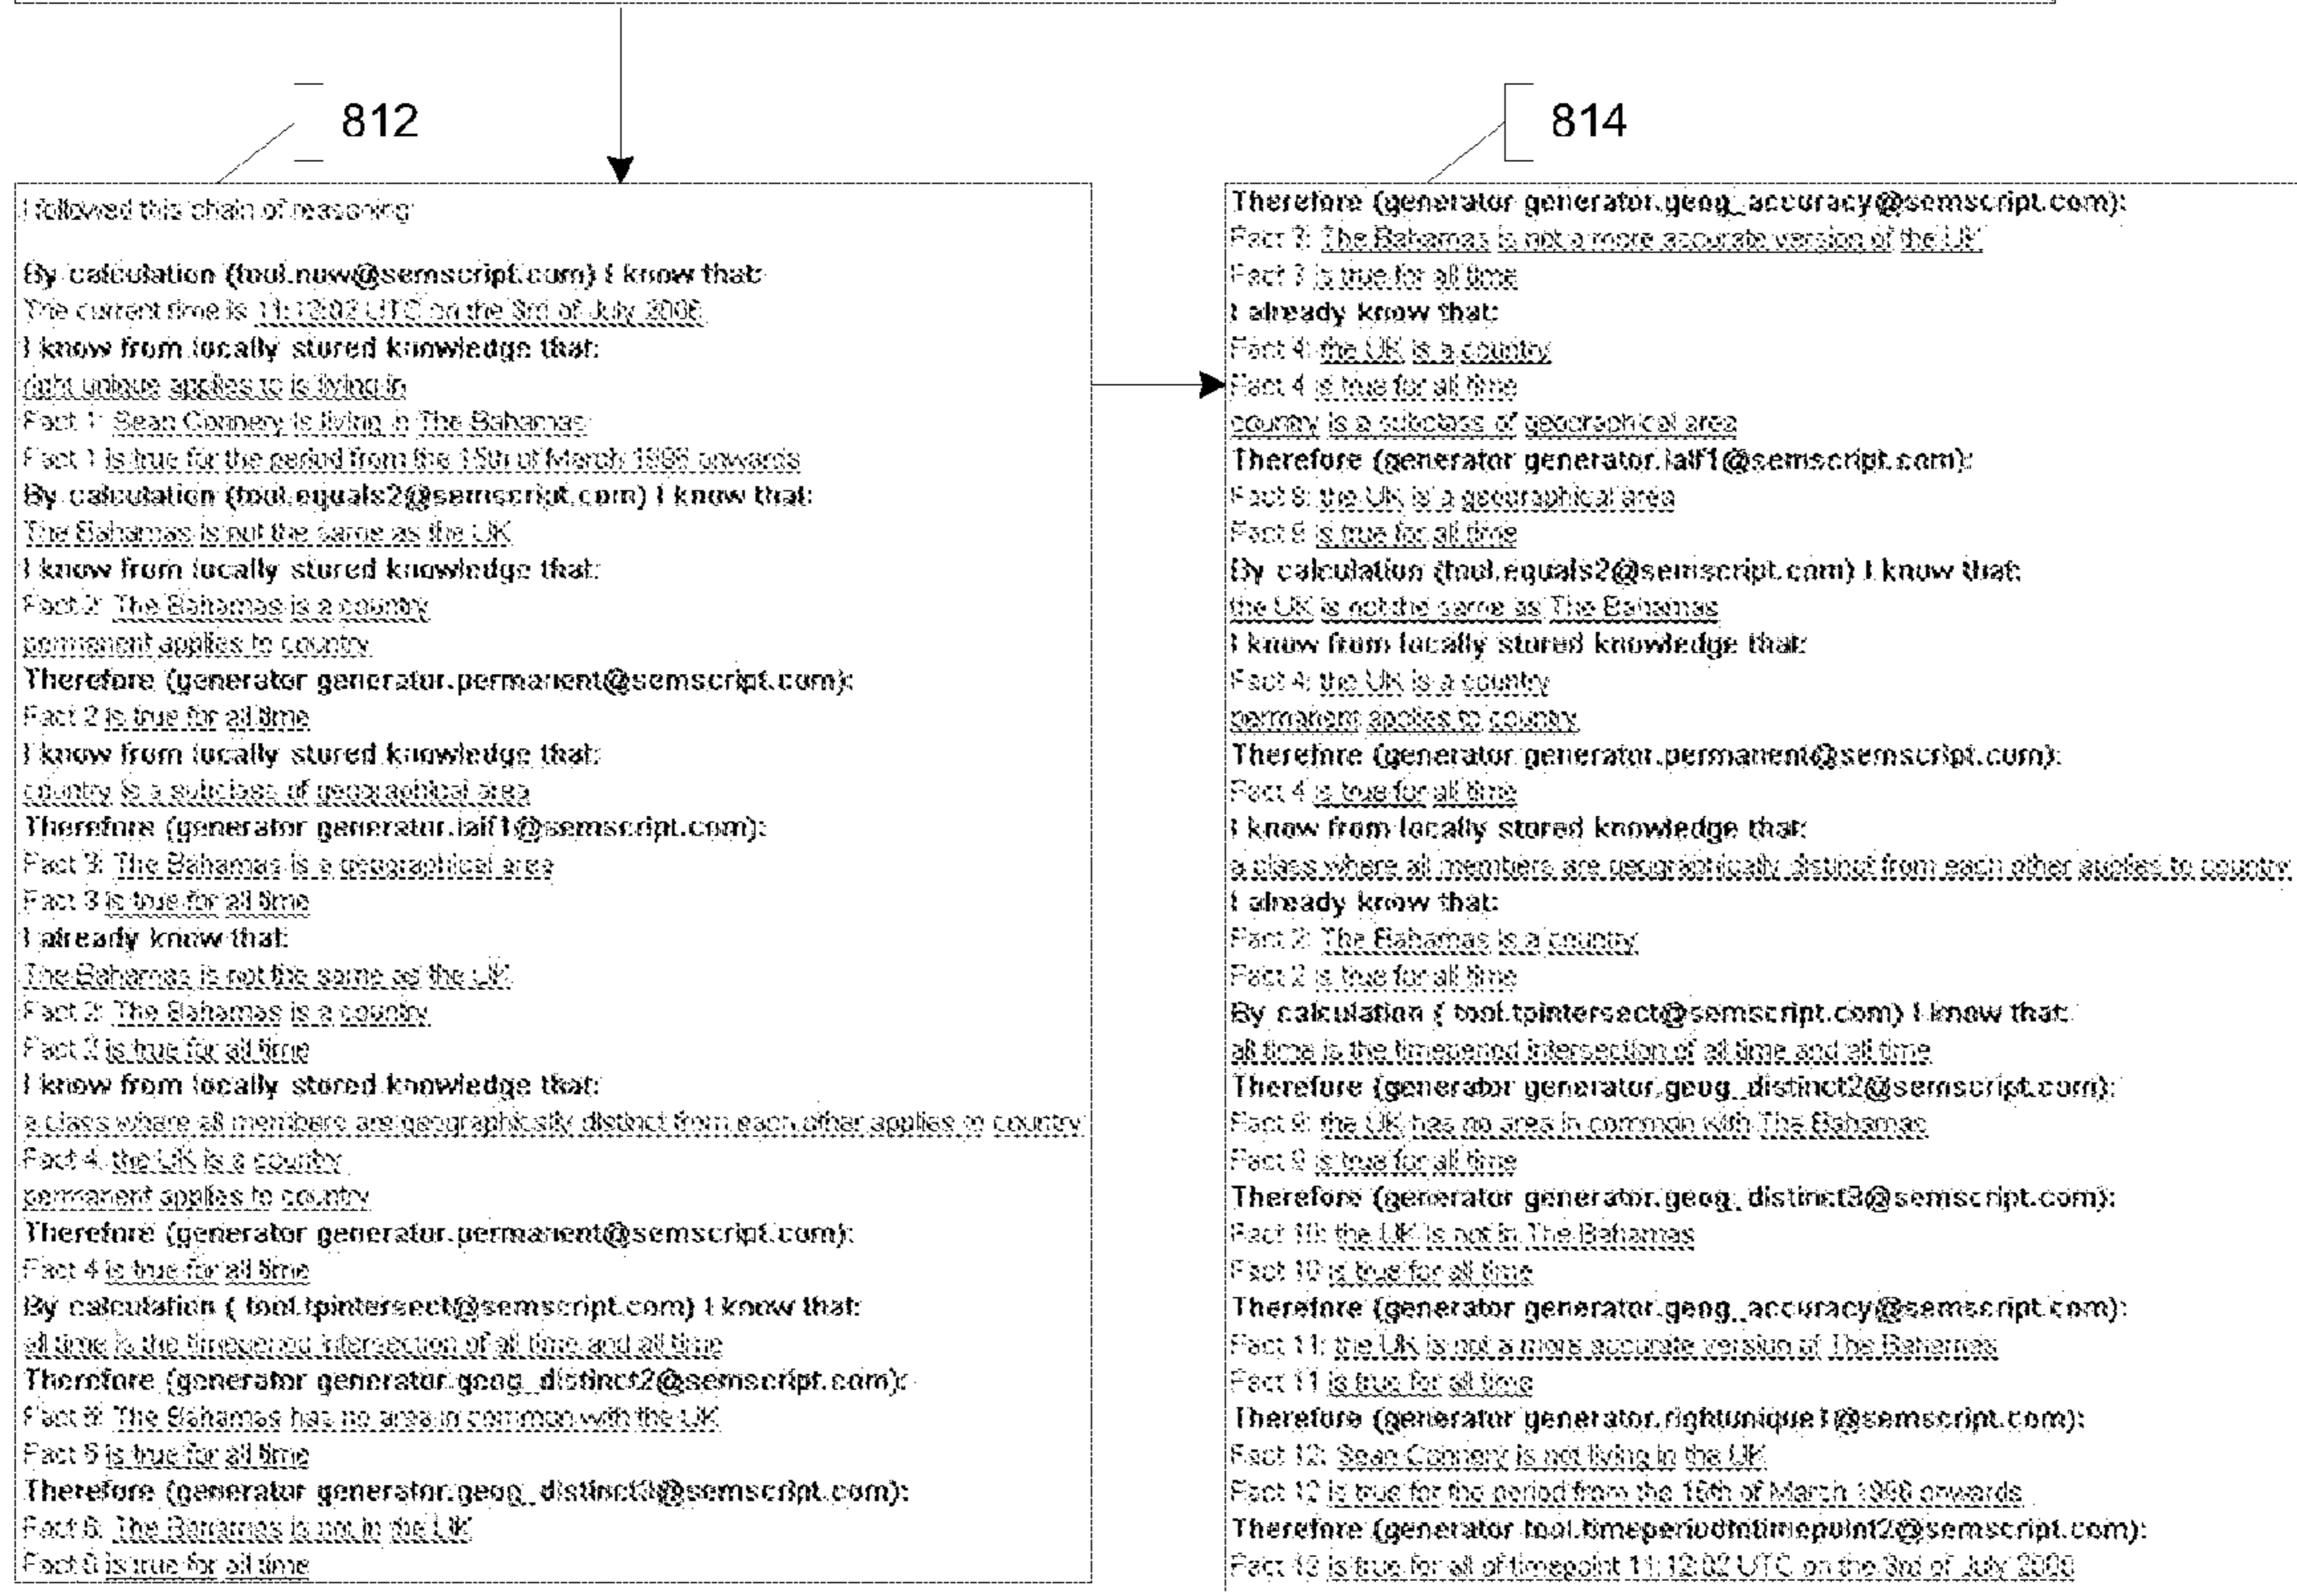 812
I followed this chain of reasoning:
By calculation (tool.now@semscript.com) I know that:
The current time is 11:12:02 UTC on the 3rd of July 2006
I know from locally stored knowledge that:
right unique applies to is living in
Fact 1: Sean Connery is living in The Bahamas
Fact 1 is true for the period from the of March onwards
By calculation (tool.equals2@semscript.com) I know that:
The Bahamas is not the same as the UK
I know from locally stored knowledge that:
Fact 2: The Bahamas is a country
permanent applies to country
Therefore (generator generator.permanent@semscript.com):
Fact 2 is true for all time
I know from locally stored knowledge that:
country is a subclass of geographical area
Therefore (generator generator.iaif1@semscript.com):
Fact 3: The Bahamas is a geographical area
Fact 3 is true for all time
I already know that:
The Bahamas is not the same as the UK
Fact 2: The Bahamas is a country
Fact 2 is true for all time
I know from locally stored knowledge that:
a class where all members are geographically distinct from each other applies to country
Fact 4: the UK is a country
permanent applies to country
Therefore (generator generator.permanent@semscript.com):
Fact 4 is true for all time
By calculation ( tool.tpintersect@semscript.com) I know that:
all time is the timeperiod intersection of all time and all time
Therefore (generator generator.geog_distinct2@semscript.com):
Fact 5: The Bahamas has no area in common with the UK
Fact 5 is true for all time
Therefore (generator generator.geog_distinct3@semscript.com):
Fact 6: The Bahamas is not in the UK
Fact 6 is true for all time
814
Therefore (generator generator.geog_accuracy@semscript.com):
Fact 7: The Bahamas is not a more accurate version of the UK
Fact 7 is true for all time
I already know that:
Fact 4: the UK is a country
Fact 4 is true for all time
country is a subclass of geographical area
Therefore (generator generator.iaif1@semscript.com):
Fact 8: the UK is a geographical area
Fact 8 is true for all time
By calculation (tool.equals2@semscript.com) I know that:
the UK is not the same as The Bahamas
I know from locally stored knowledge that:
Fact 4: the UK is a country
permanent applies to country
Therefore (generator generator.permanent@semscript.com):
Fact 4 is true for all time
I know from locally stored knowledge that:
a class where all members are geographically distinct from each other applies to country
I already know that:
Fact 2: The Bahamas is a country
Fact 2 is true for all time
By calculation ( tool.tpintersect@semscript.com) I know that:
all time is the timeperiod intersection of all time and all time
Therefore (generator generator.geog_distinct2@semscript.com):
Fact 9: the UK has no area in common with The Bahamas
Fact 9 is true for all time
Therefore (generator generator.geog_distinct3@semscript.com):
Fact 10: the UK is not in The Bahamas
Fact 10 is true for all time
Therefore (generator generator.geog_accuracy@semscript.com):
Fact 11: the UK is not a more accurate version of The Bahamas
Fact 11 is true for all time
Therefore (generator generator.rightunique1@semscript.com):
Fact 12: Sean Connery is not living in the UK
Fact 12 is true for the period from the of March onwards
Therefore (generator tool.timeperiodtotimepoint2@semscript.com):
Fact 12 is true for all of timepoint 11:12:02 UTC on the 3rd of July 2006